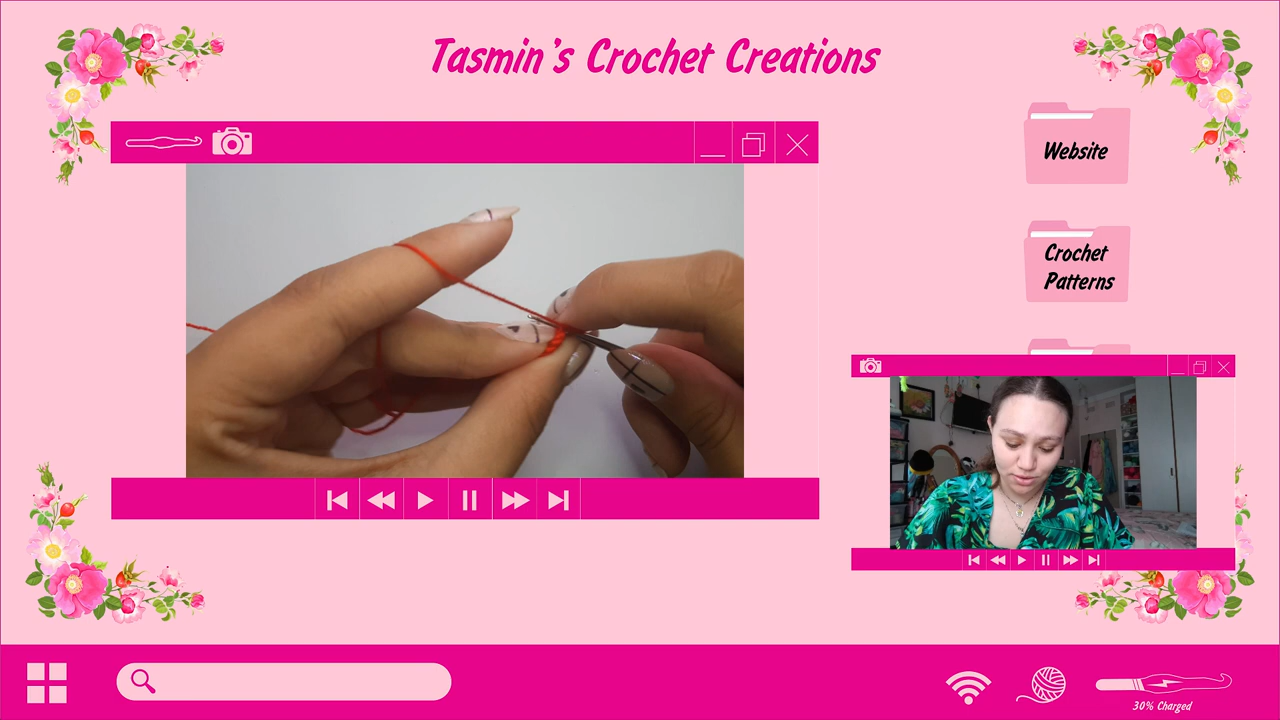 Tasmin's Crochet Creations
Website
Crochet
Patterns
30% Charged